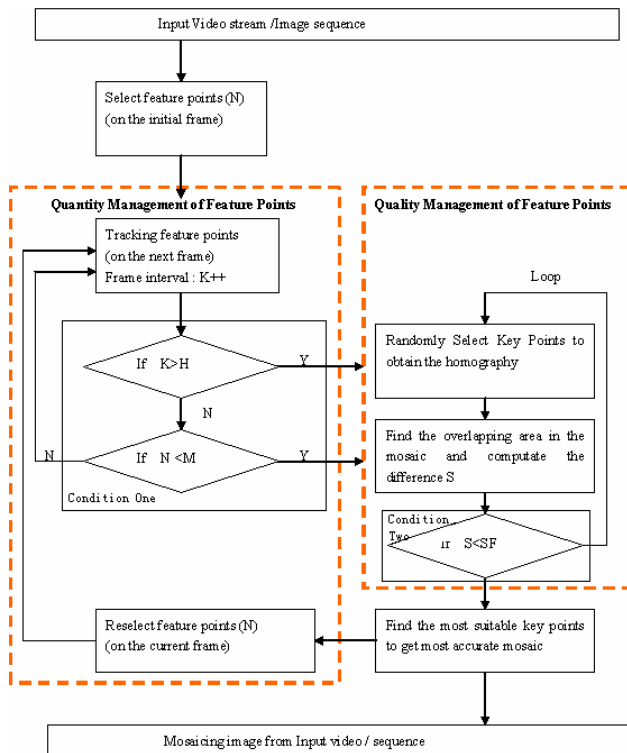 Input Video stream /Image sequence
Select feature points (N)
(on the initial frame)
Quantity Management of Feature Points
Quality Management of Feature Points
Tracking feature points
(on the next frame)
Frame interval : K++
Loop
Randomly Select Key Points to
obtain the homography
If K>H
Y
N
Find the overlapping area in the
mosaic and computate the
difference S
N
If N <M
Y
Condition One
Condition
Two
S<SF
Reselect feature points (N)
(on the current frame)
Find the most suitable key points
to get most accurate mosaic
Mosaicing image from Input video / sequence